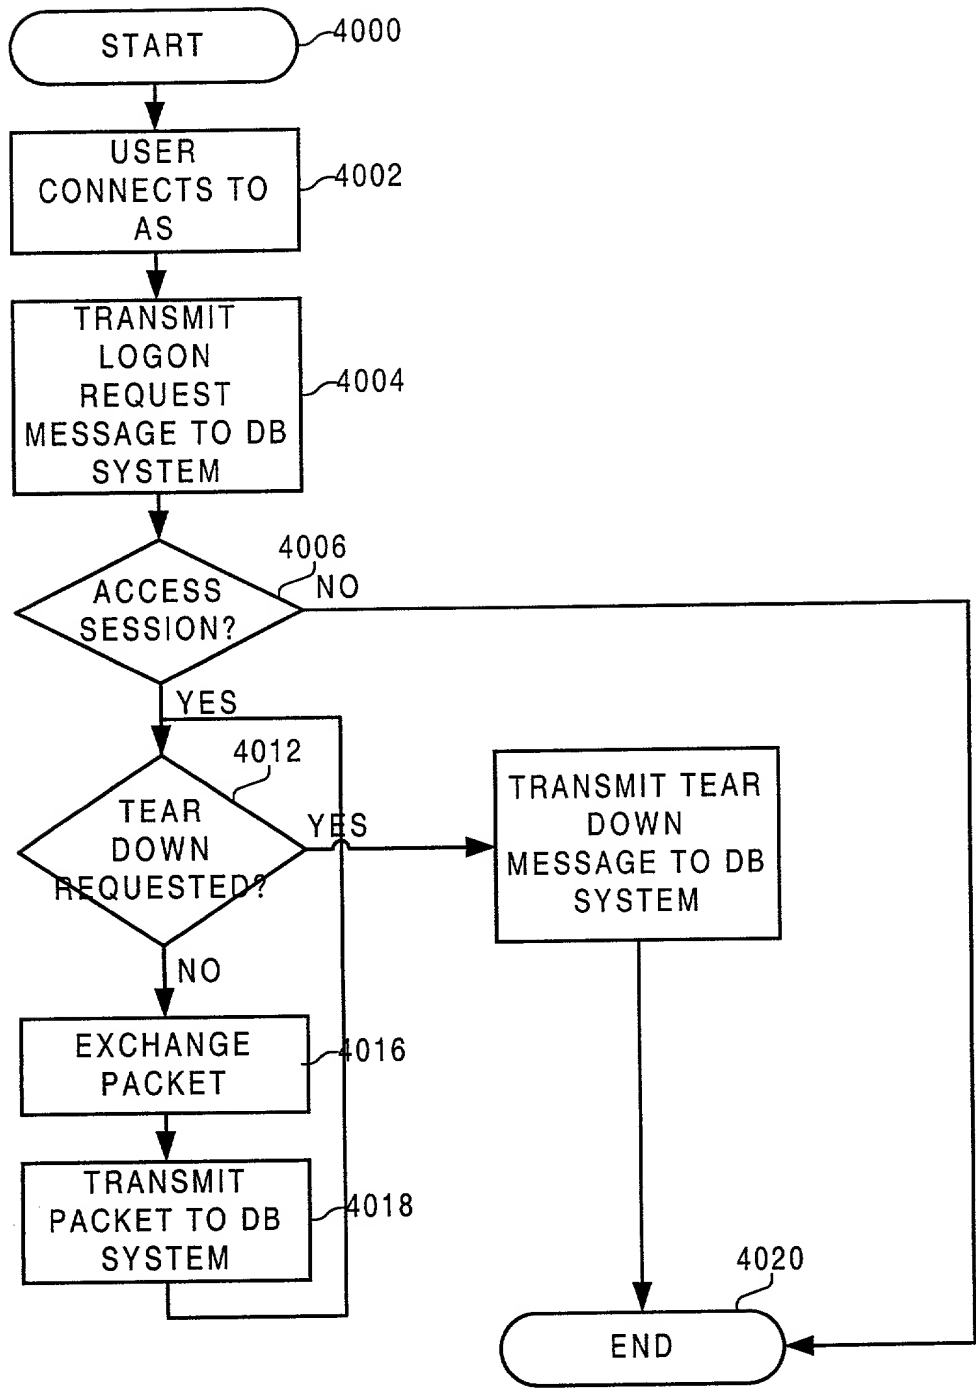 START
4000
USER
CONNECTS TO
AS
4002
TRANSMIT
LOGON
REQUEST
MESSAGE TO DB
SYSTEM
4004
4006
ACCESS
SESSION?
NO
YES
4012
TEAR
DOWN
REQUESTED?
YES
TRANSMIT TEAR
DOWN
MESSAGE TO DB
SYSTEM
NO
EXCHANGE
PACKET
4016
TRANSMIT
PACKET TO DB
SYSTEM
4018
4020
END